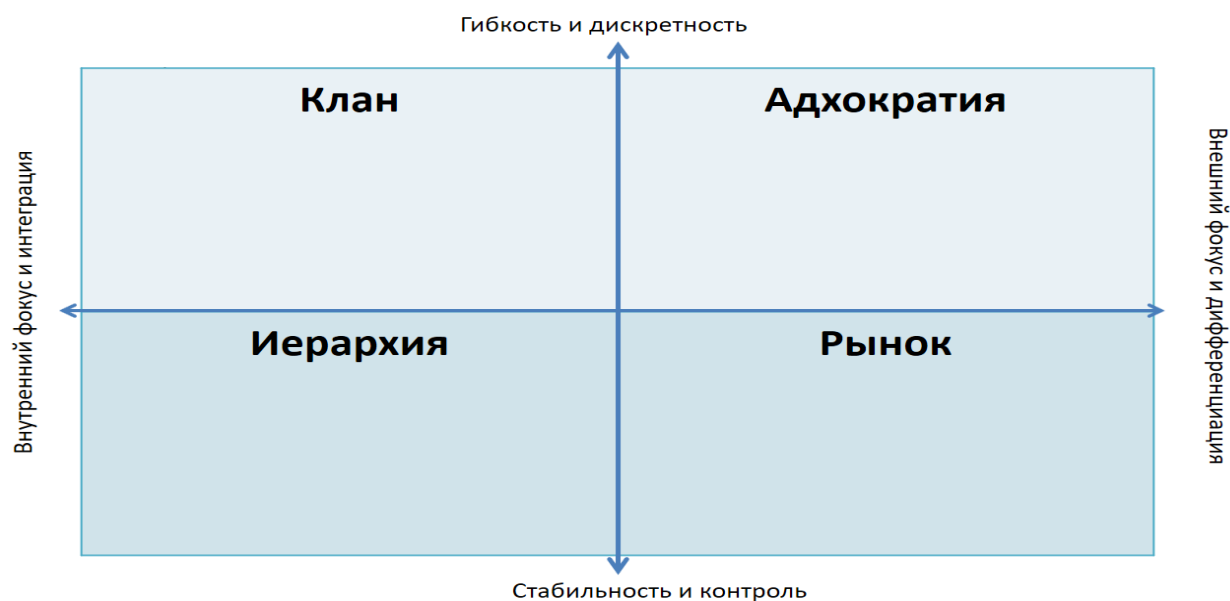 Гибкость и дискретность
Клан
Адхократия
Внутренний фокус и интеграция
Внешний фокус и дифференциация
Иерархия
Рынок
Стабильность и контроль